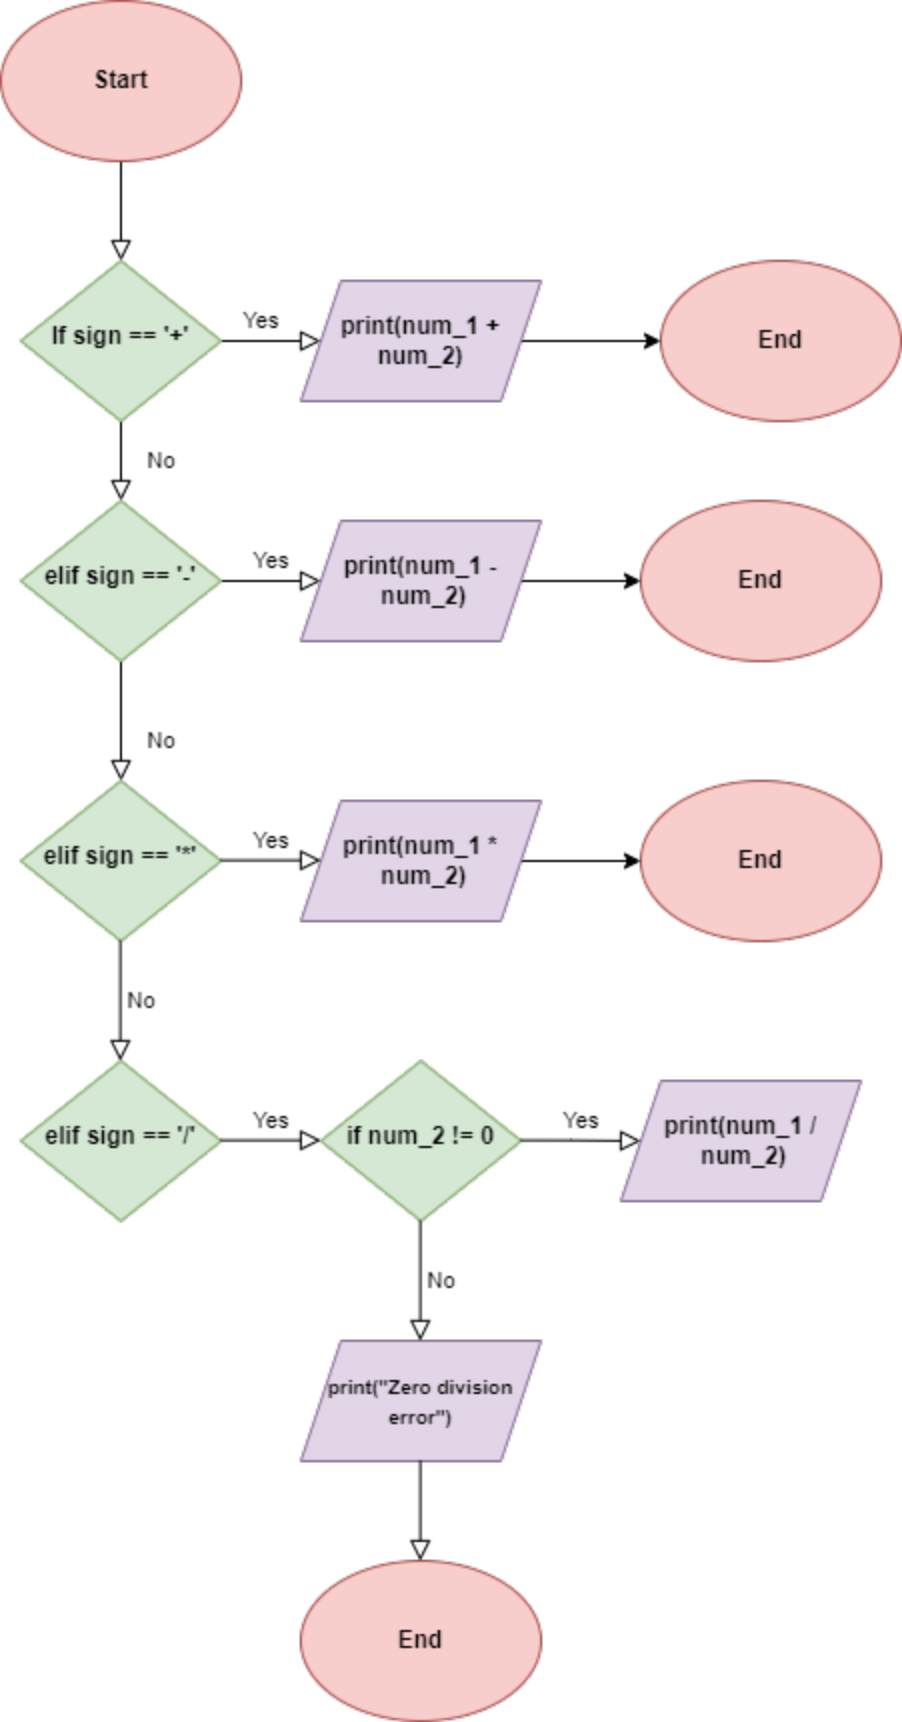 Start
If sign == '+'
Yes
print(num_1 +
num_2)
End
No
elif sign == '-'
Yes
print(num_1 -
num_2)
End
No
elif sign == '*'
Yes
print(num_1 *
num_2)
End
No
elif sign == '/'
Yes
if num_2 != 0
Yes
print(num_1 /
num_2)
No
print("Zero division
error")
End